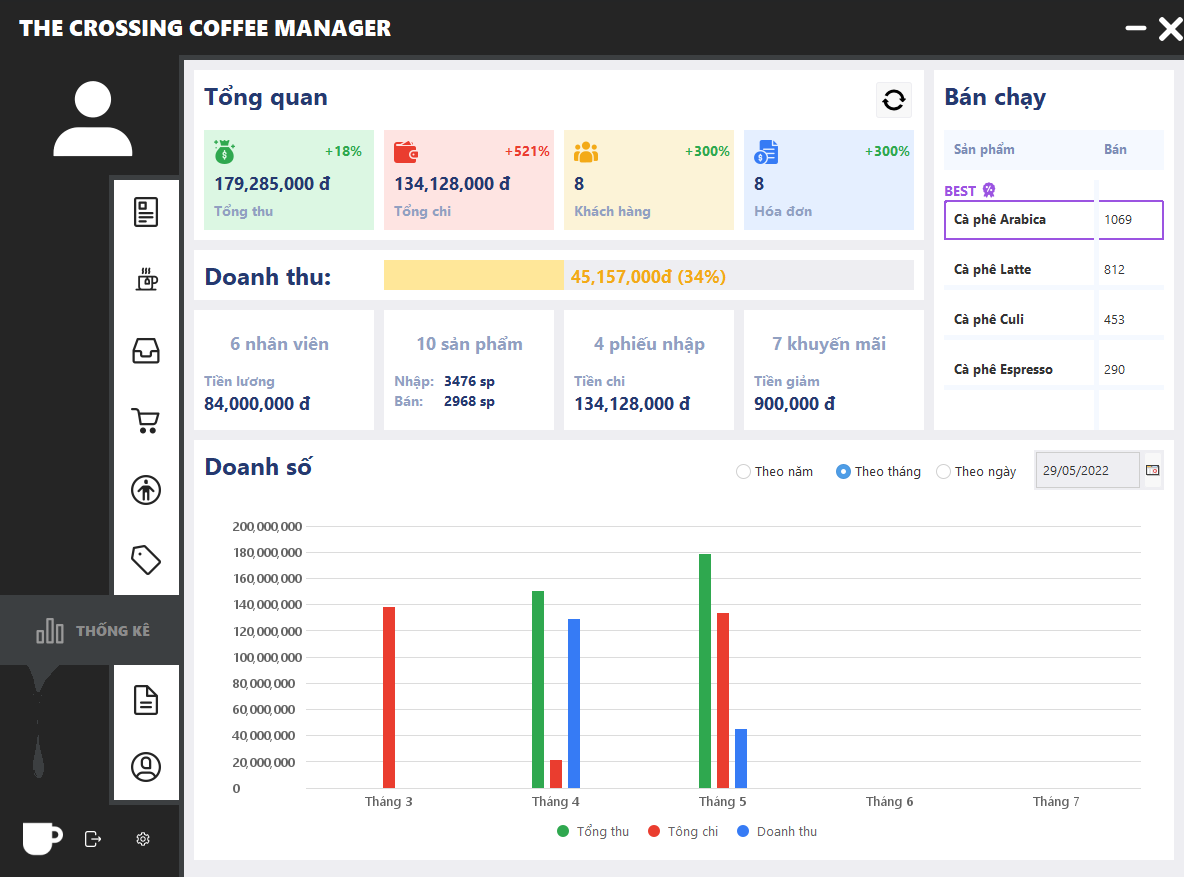 THE CROSSING COFFEE MANAGER
Tổng quan
+18%
179,285,000 đ
Tổng thu
+521%
134,128,000 đ
Tổng chi
+300%
8
Khách hàng
+300%
8
Hóa đơn
Doanh thu:
45,157,000đ (34%)
6 nhân viên
Tiền lương
84,000,000 đ
10 sản phẩm
Nhập: 3476 sp
Bán: 2968 sp
4 phiếu nhập
Tiền chi
134,128,000 đ
7 khuyến mãi
Tiền giảm
900,000 đ
Bán chạy
Sản phẩm Bán
BEST
Cà phê Arabica 1069
Cà phê Latte 812
Cà phê Culi 453
Cà phê Espresso 290
THỐNG KÊ
Doanh số
Theo năm Theo tháng Theo ngày 29/05/2022
200,000,000
180,000,000
160,000,000
140,000,000
120,000,000
100,000,000
80,000,000
60,000,000
40,000,000
20,000,000
0
Tháng 3 Tháng 4 Tháng 5 Tháng 6 Tháng 7
Tổng thu Tông chi Doanh thu